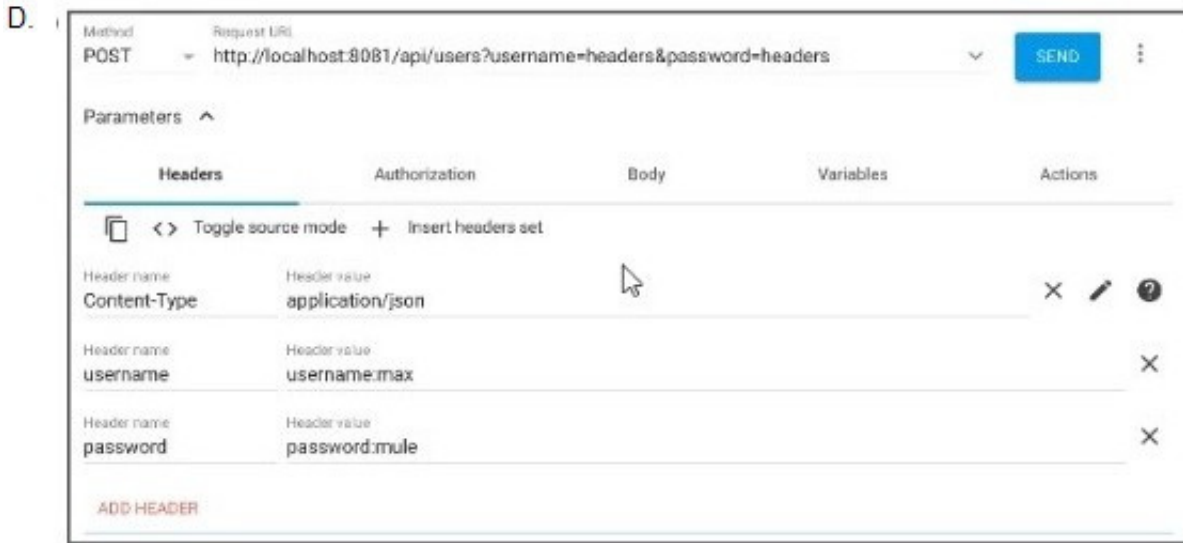 D.
Method Request URL
POST http://localhost:8081/api/users?username=headers&password=headers SEND
Parameters
Headers Authorization Body Variables Actions
<> Toggle source mode + Insert headers set
Header name Header value
Content-Type application/json
Header name Header value
username username:max
Header name Header value
password password:mule
ADD HEADER